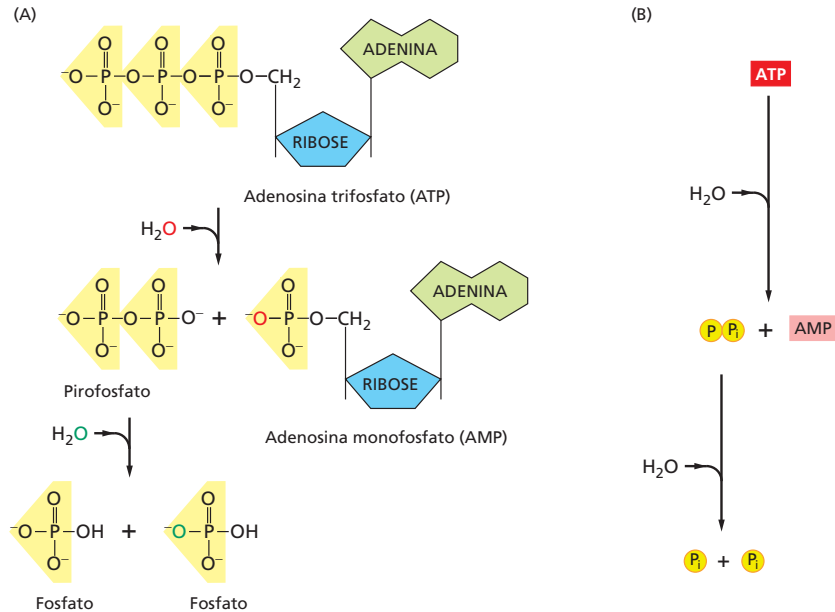 (A)
O O O
⁻O–P–O–P–O–P–O–CH₂
O⁻ O⁻ O⁻
ADENINA
RIBOSE
Adenosina trifosfato (ATP)
H₂O
O O
⁻O–P–O–P–O⁻
O⁻ O⁻
+
O
⁻O–P–O–CH₂
O⁻
ADENINA
RIBOSE
Pirofosfato
Adenosina monofosfato (AMP)
H₂O
O
⁻O–P–OH
O⁻
+
O
⁻O–P–OH
O⁻
Fosfato
Fosfato
(B)
ATP
H₂O
P Pᵢ + AMP
H₂O
Pᵢ + Pᵢ